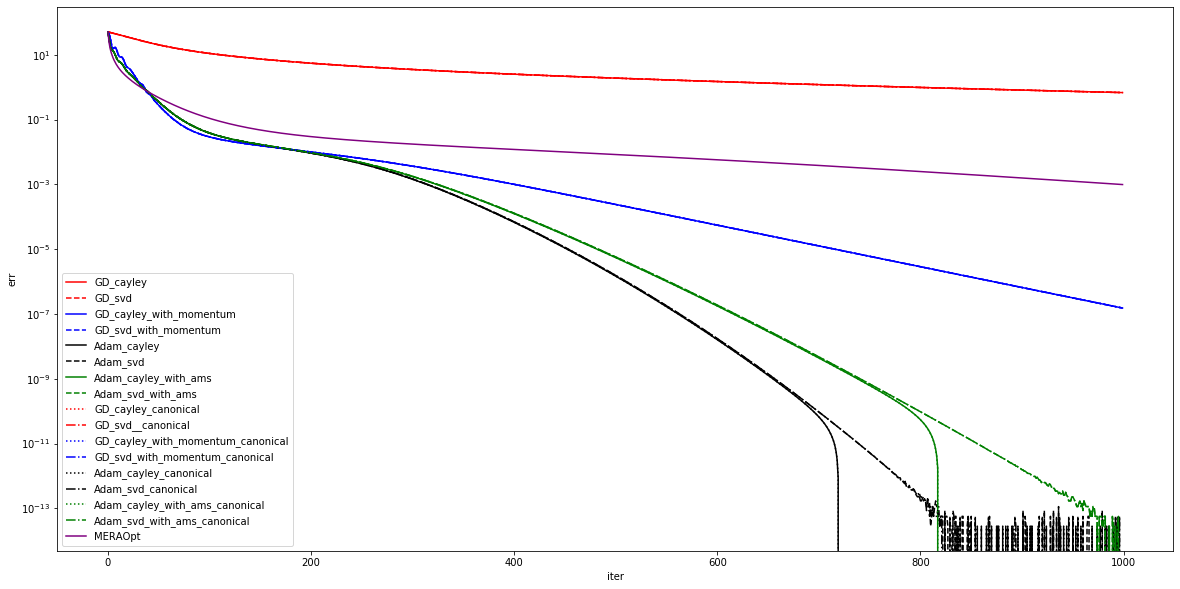 10^1
10^-1
10^-3
10^-5
10^-7
10^-9
10^-11
10^-13
err
GD_cayley
GD_svd
GD_cayley_with_momentum
GD_svd_with_momentum
Adam_cayley
Adam_svd
Adam_cayley_with_ams
Adam_svd_with_ams
GD_cayley_canonical
GD_svd__canonical
GD_cayley_with_momentum_canonical
GD_svd_with_momentum_canonical
Adam_cayley_canonical
Adam_svd_canonical
Adam_cayley_with_ams_canonical
Adam_svd_with_ams_canonical
MERAOpt
0 200 400 600 800 1000
iter